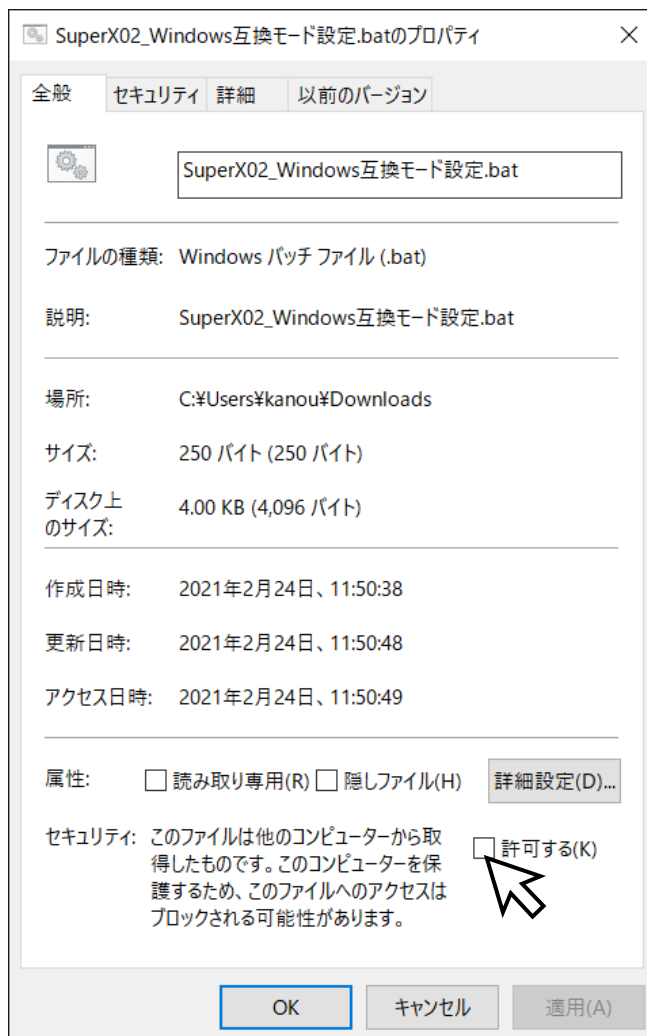 SuperX02_Windows互換モード設定.batのプロパティ
全般 セキュリティ 詳細 以前のバージョン
SuperX02_Windows互換モード設定.bat
ファイルの種類: Windows バッチ ファイル (.bat)
説明: SuperX02_Windows互換モード設定.bat
場所: C:¥Users¥kanou¥Downloads
サイズ: 250 バイト (250 バイト)
ディスク上
のサイズ: 4.00 KB (4,096 バイト)
作成日時: 2021年2月24日、11:50:38
更新日時: 2021年2月24日、11:50:48
アクセス日時: 2021年2月24日、11:50:49
属性: 読み取り専用(R) 隠しファイル(H) 詳細設定(D)...
セキュリティ: このファイルは他のコンピューターから取
得したものです。このコンピューターを保
護するため、このファイルへのアクセスは
ブロックされる可能性があります。
許可する(K)
OK キャンセル 適用(A)